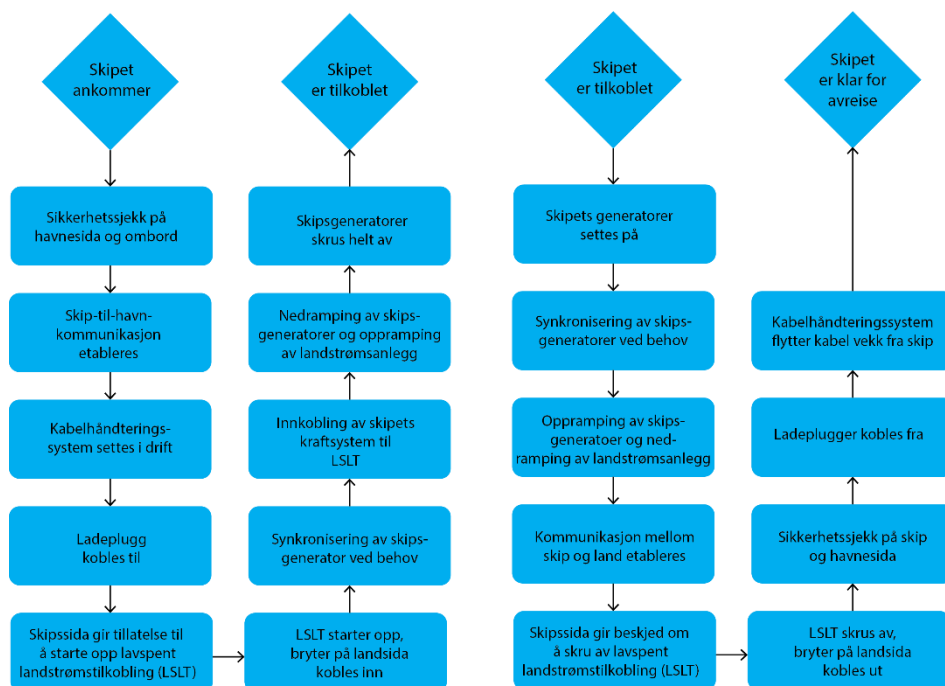 Skipet
ankommer
Sikkerhetssjekk på
havnesida og ombord
Skip-til-havn-
kommunikasjon
etableres
Kabelhåndterings-
system settes i drift
Ladeplugg
kobles til
Skipssida gir tillatelse til
å starte opp lavspent
landstrømstilkobling (LSLT)
LSLT starter opp,
bryter på landsida
kobles inn
Synkronisering av skips-
generator ved behov
Innkobling av skipets
kraftsystem til
LSLT
Nedramping av skips-
generatorer og oppramping
av landstrømsanlegg
Skipsgeneratorer
skrus helt av
Skipet
er tilkoblet
Skipet
er tilkoblet
Skipets generatorer
settes på
Synkronisering av skips-
generatorer ved behov
Oppramping av skips-
generatoer og ned-
ramping av landstrømsanlegg
Kommunikasjon mellom
skip og land etableres
Skipssida gir beskjed om
å skru av lavspent
landstrømstilkobling (LSLT)
LSLT skrus av,
bryter på landsida
kobles ut
Sikkerhetssjekk på skip
og havnesida
Ladeplugger kobles fra
Kabelhåndteringssystem
flytter kabel vekk fra skip
Skipet
er klar for
avreise